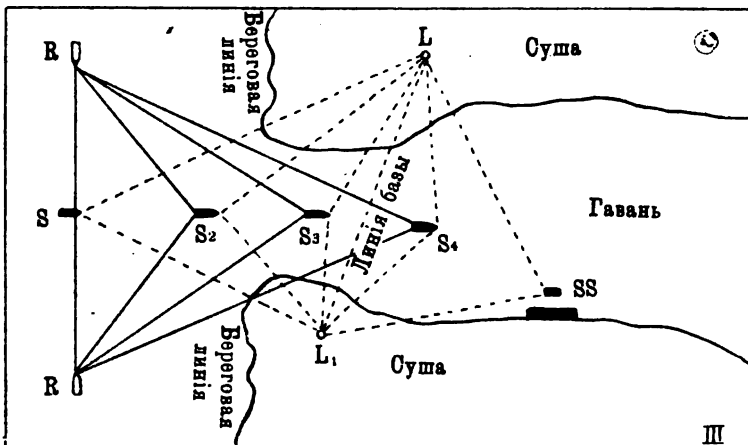 R
Береговая
линія
L
Суша
S
S2
S3
S4
Линія базы
Гавань
SS
R
Береговая
линія
L1
Суша
III